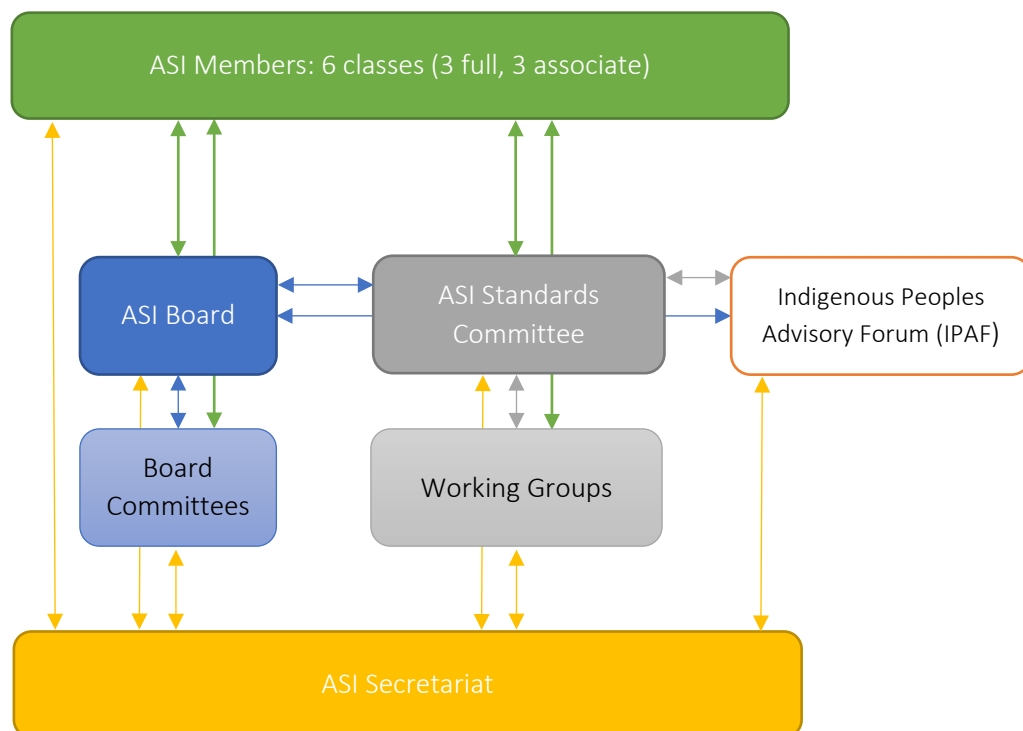 ASI Members: 6 classes (3 full, 3 associate)
ASI Board
ASI Standards
Committee
Indigenous Peoples
Advisory Forum (IPAF)
Board
Committees
Working Groups
ASI Secretariat